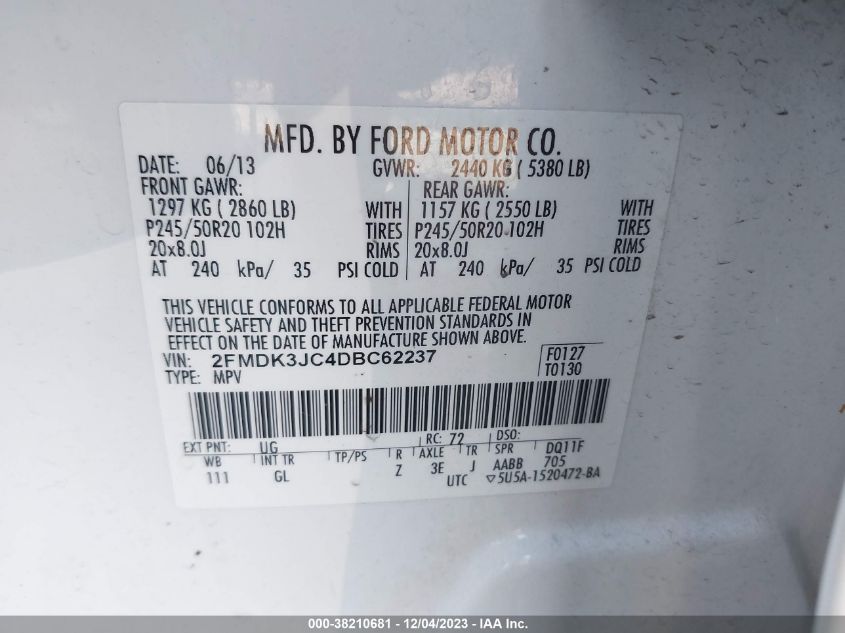 MFD. BY FORD MOTOR CO.
DATE: 06/13 GVWR: 2440 KG ( 5380 LB)
FRONT GAWR: REAR GAWR:
1297 KG ( 2860 LB) WITH 1157 KG ( 2550 LB) WITH
P245/50R20 102H TIRES P245/50R20 102H TIRES
20x8.0J RIMS 20x8.0J RIMS
AT 240 kPa/ 35 PSI COLD AT 240 kPa/ 35 PSI COLD
THIS VEHICLE CONFORMS TO ALL APPLICABLE FEDERAL MOTOR
VEHICLE SAFETY AND THEFT PREVENTION STANDARDS IN
EFFECT ON THE DATE OF MANUFACTURE SHOWN ABOVE.
VIN: 2FMDK3JC4DBC62237 F0127
TYPE: MPV T0130
EXT PNT: UG RC: 72 DSO:
WB INT TR TP/PS R AXLE TR SPR DQ11F
111 GL Z 3E J AABB 705
UTC ▽5U5A-1520472-BA
000-38210681 - 12/04/2023 - IAA, Inc.